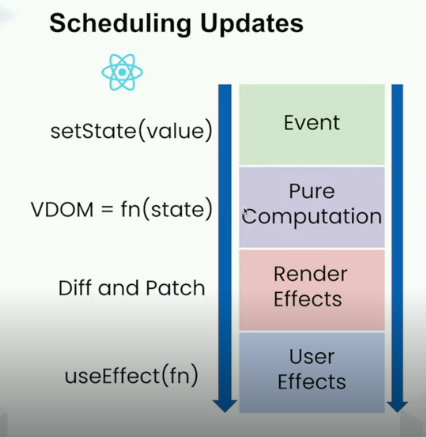 Scheduling Updates
setState(value)
Event
VDOM = fn(state)
Pure
Computation
Diff and Patch
Render
Effects
useEffect(fn)
User
Effects